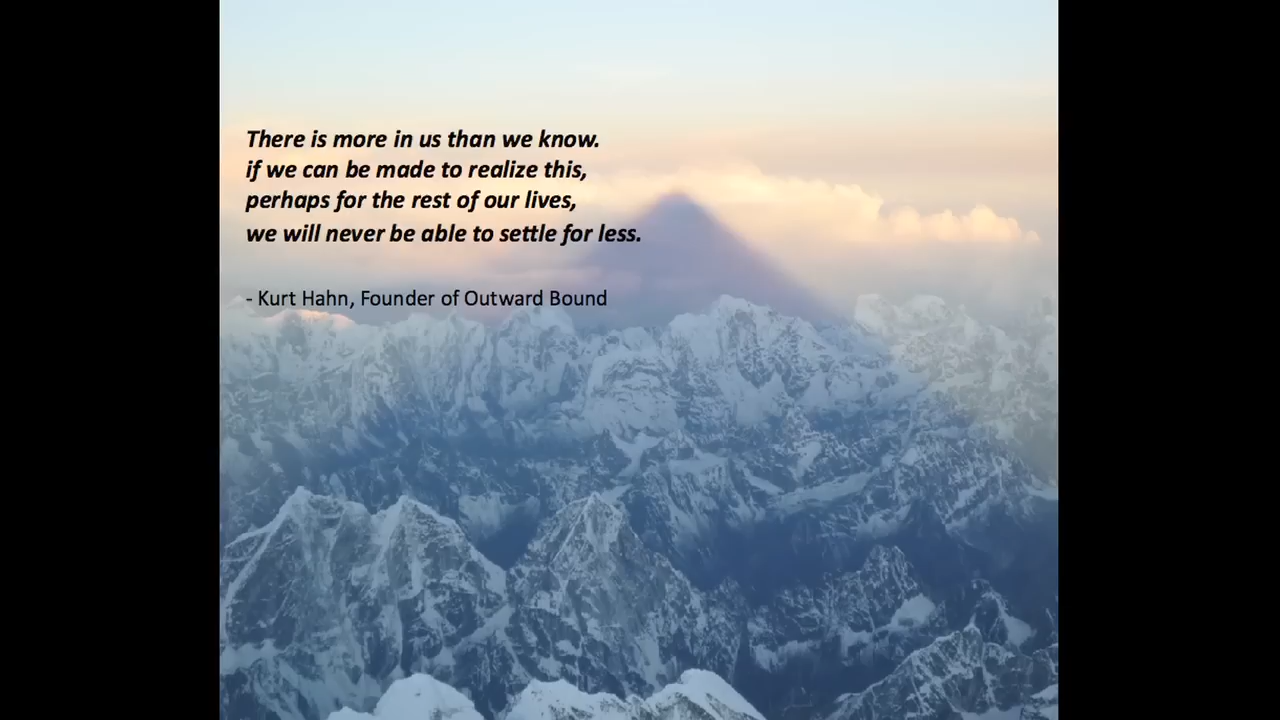 There is more in us than we know.
if we can be made to realize this,
perhaps for the rest of our lives,
we will never be able to settle for less.
- Kurt Hahn, Founder of Outward Bound